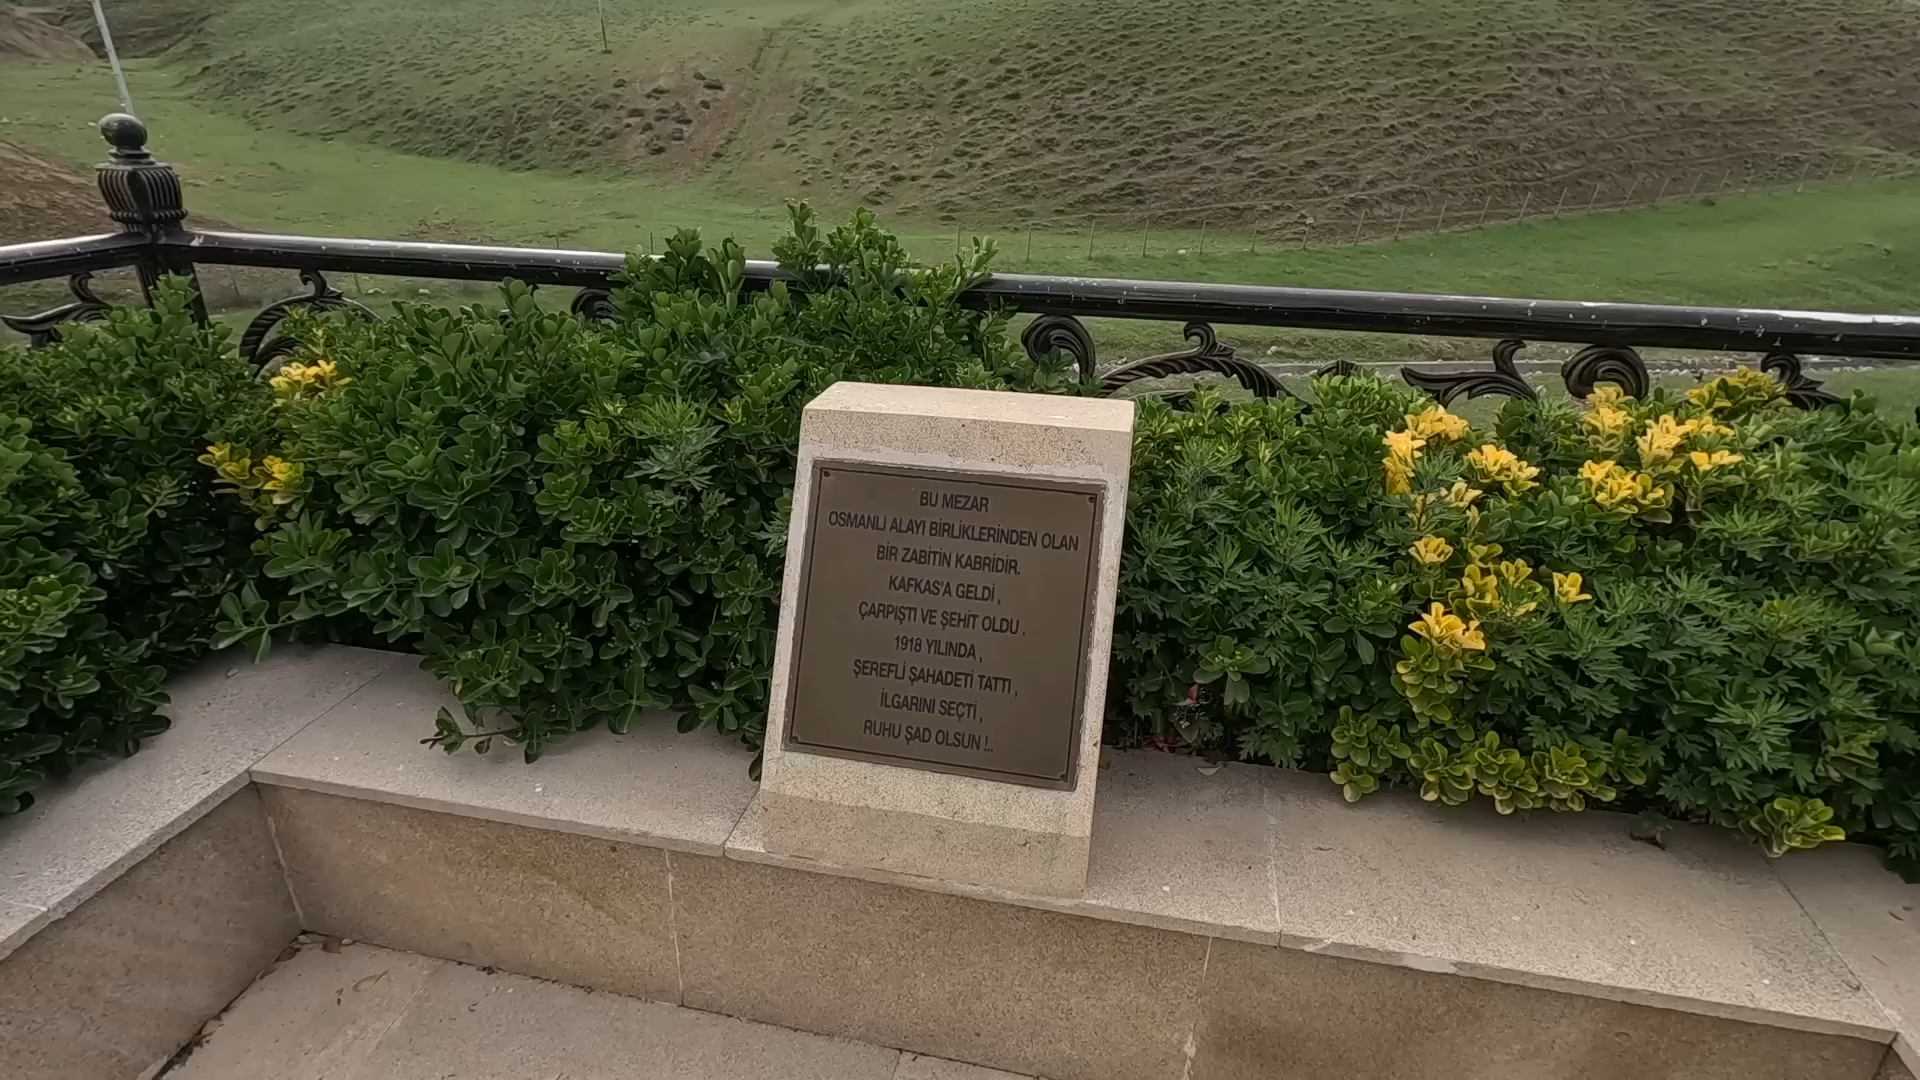 BU MEZAR
OSMANLI ALAYI BİRLİKLERİNDEN OLAN
BİR ZABİTİN KABRİDİR.
KAFKAS'A GELDİ ,
ÇARPIŞTI VE ŞEHİT OLDU .
1918 YILINDA ,
ŞEREFLİ ŞAHADETİ TATTI ,
İLGARINI SEÇTİ ,
RUHU ŞAD OLSUN !..